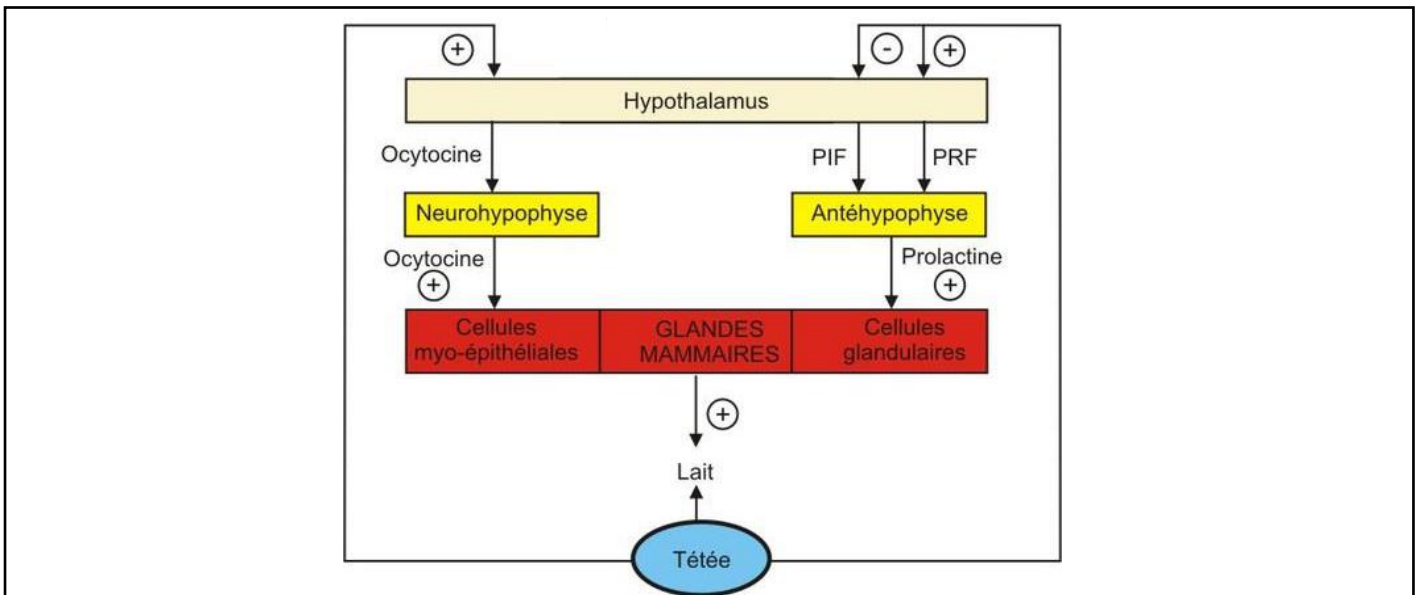 +
-
+
Hypothalamus
Ocytocine
PIF
PRF
Neurohypophyse
Antéhypophyse
Ocytocine
+
Prolactine
+
Cellules
myo-épithéliales
GLANDES
MAMMAIRES
Cellules
glandulaires
+
Lait
Tétée